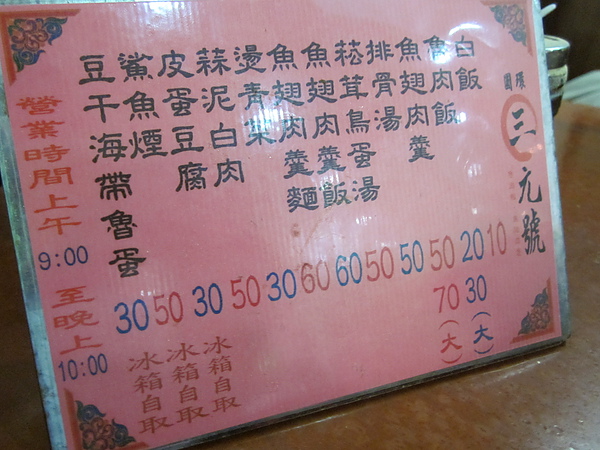 圓環
三元號
白飯
10
魯肉飯
20
30(大)
魚翅肉羹
50
70(大)
排骨湯
50
菘茸鳥蛋湯
50
魚翅肉羹飯
60
魚翅肉羹麵
60
燙青菜
30
蒜泥白肉
50
冰箱自取
皮蛋豆腐
30
冰箱自取
鯊魚煙
50
冰箱自取
豆干海帶魯蛋
30
營業時間上午
9:00
至晚上
10:00